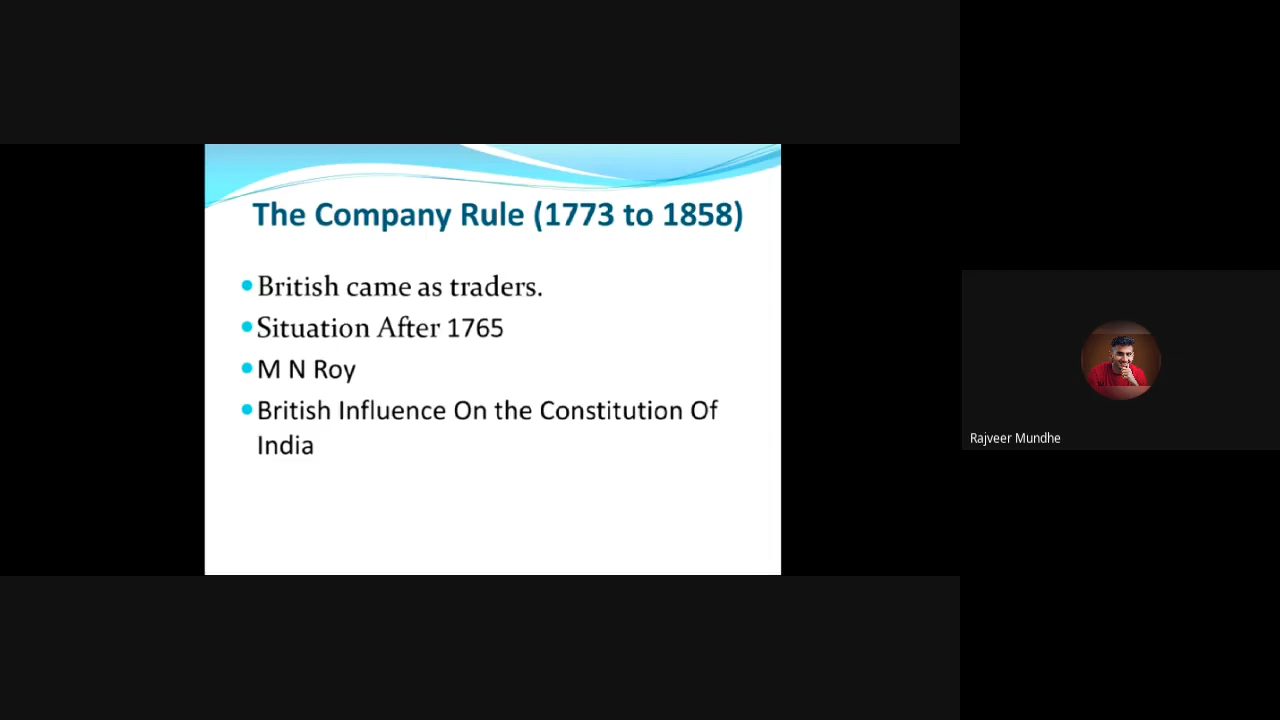 The Company Rule (1773 to 1858)
•British came as traders.
•Situation After 1765
•M N Roy
•British Influence On the Constitution Of
India
Rajveer Mundhe